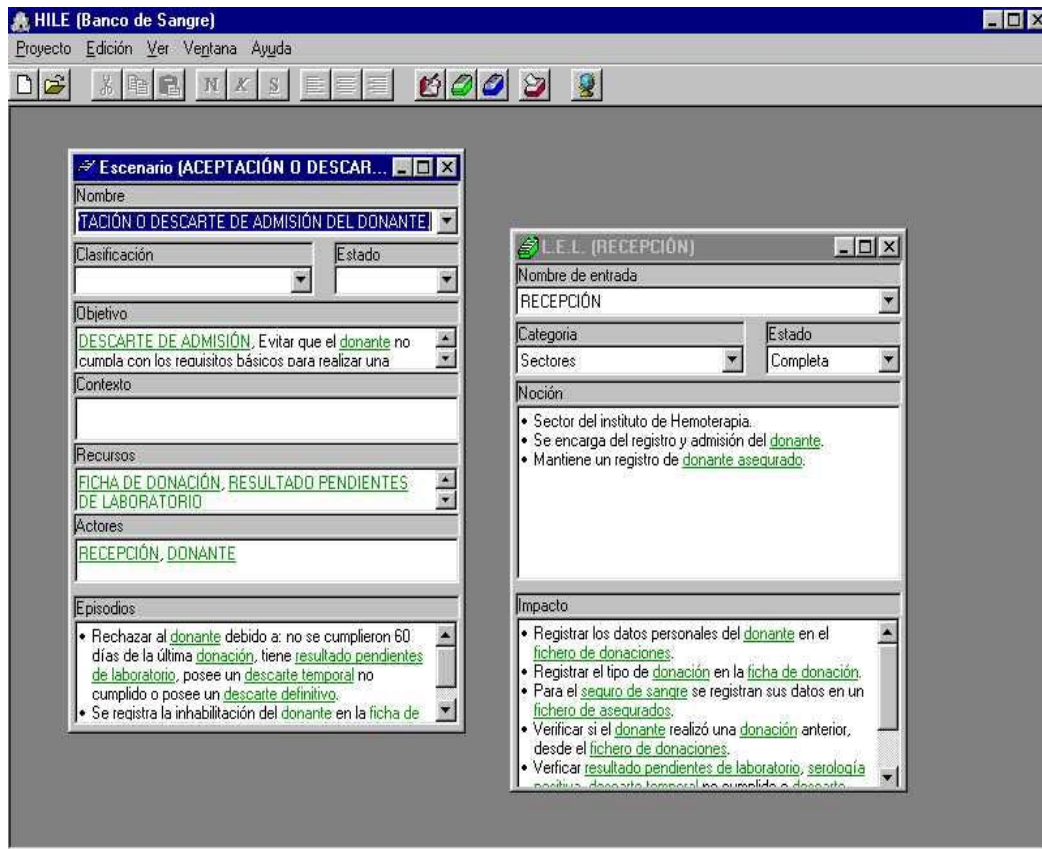 HILE (Banco de Sangre)
Proyecto Edición Ver Ventana Ayuda
N K S
Escenario (ACEPTACIÓN O DESCAR...
Nombre
TACIÓN O DESCARTE DE ADMISIÓN DEL DONANTE
Clasificación Estado
Objetivo
DESCARTE DE ADMISIÓN, Evitar que el donante no
cumpla con los requisitos básicos para realizar una
Contexto
Recursos
FICHA DE DONACIÓN, RESULTADO PENDIENTES
DE LABORATORIO
Actores
RECEPCIÓN, DONANTE
Episodios
• Rechazar al donante debido a: no se cumplieron 60
días de la última donación, tiene resultado pendientes
de laboratorio, posee un descarte temporal no
cumplido o posee un descarte definitivo.
• Se registra la inhabilitación del donante en la ficha de
L.E.L. (RECEPCIÓN)
Nombre de entrada
RECEPCIÓN
Categoria Estado
Sectores Completa
Noción
• Sector del instituto de Hemoterapia.
• Se encarga del registro y admisión del donante.
• Mantiene un registro de donante asegurado.
Impacto
• Registrar los datos personales del donante en el
fichero de donaciones.
• Registrar el tipo de donación en la ficha de donación.
• Para el seguro de sangre se registran sus datos en un
fichero de asegurados.
• Verificar si el donante realizó una donación anterior,
desde el fichero de donaciones.
• Verficar resultado pendientes de laboratorio, serología
positiva, descarte temporal no cumplido o descarte